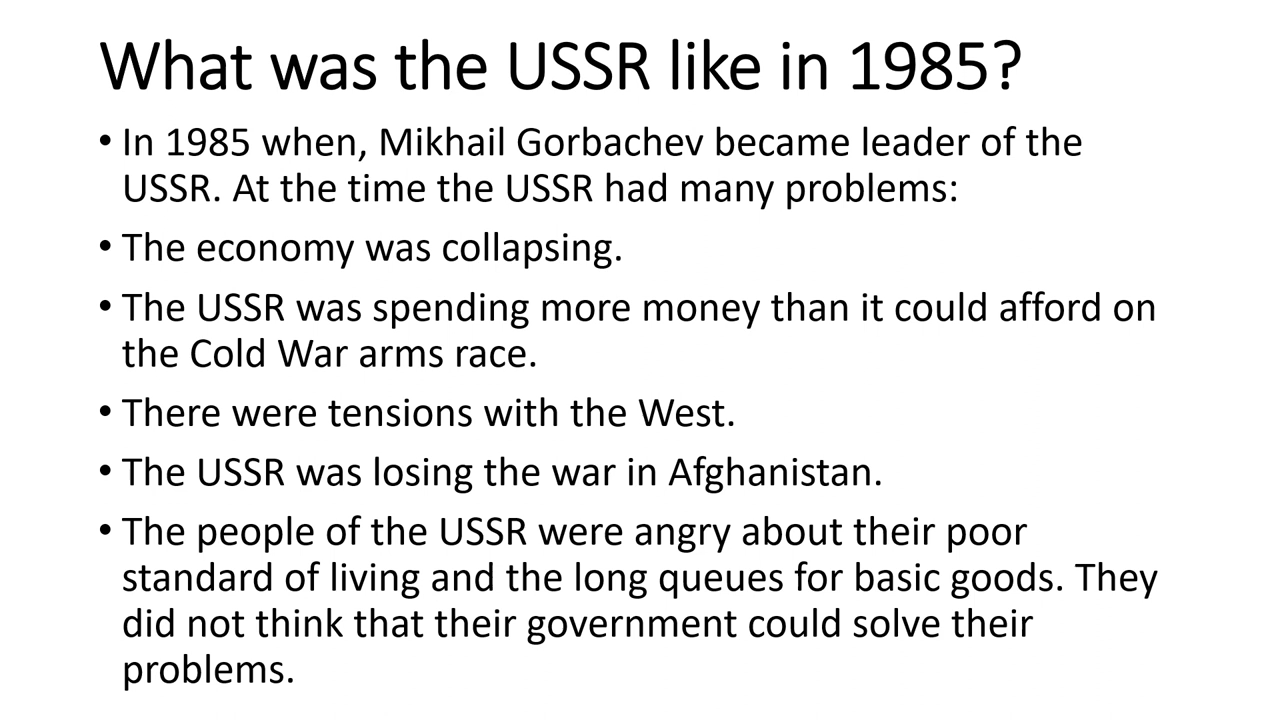 What was the USSR like in 1985?
• In 1985 when, Mikhail Gorbachev became leader of the
USSR. At the time the USSR had many problems:
• The economy was collapsing.
• The USSR was spending more money than it could afford on
the Cold War arms race.
• There were tensions with the West.
• The USSR was losing the war in Afghanistan.
• The people of the USSR were angry about their poor
standard of living and the long queues for basic goods. They
did not think that their government could solve their
problems.